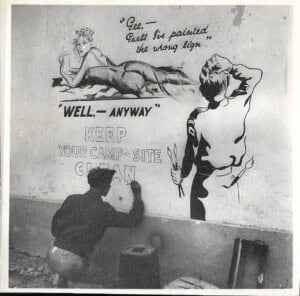 "Gee,—
Guess I've painted
the wrong sign."
"WELL,— ANYWAY"
KEEP
YOUR CAMP-SITE
CLEAN